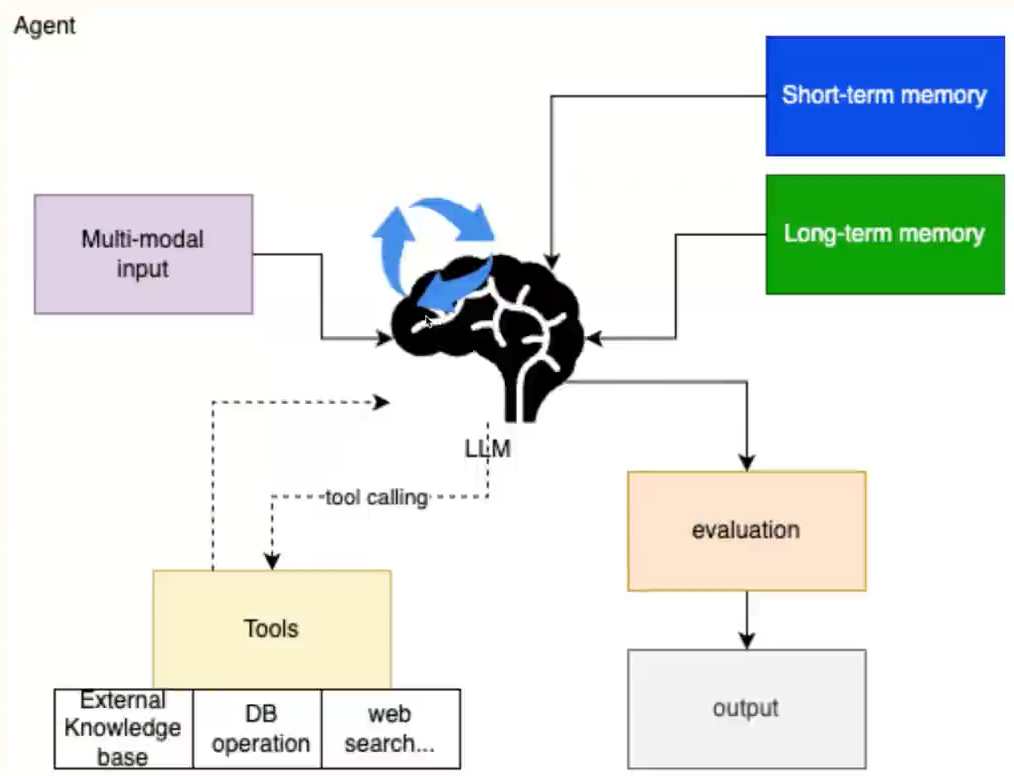 Agent
Short-term memory
Long-term memory
Multi-modal
input
LLM
tool calling
evaluation
Tools
External
Knowledge
base
DB
operation
web
search...
output